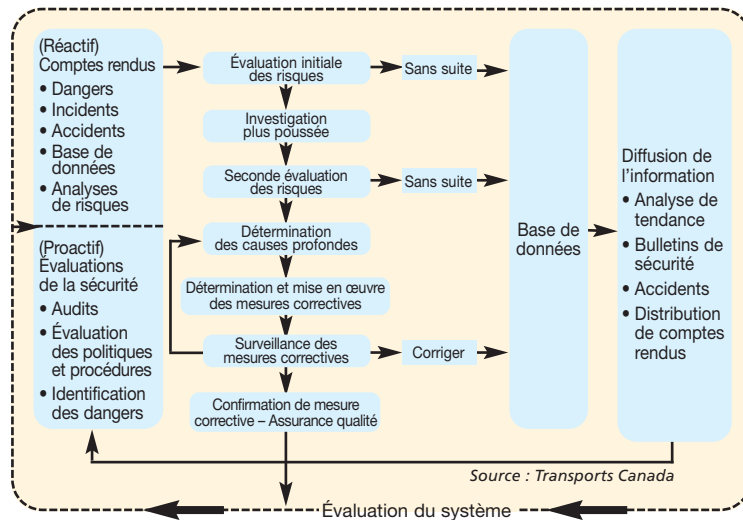 (Réactif)
Comptes rendus
• Dangers
• Incidents
• Accidents
• Base de
données
• Analyses
de risques
(Proactif)
Évaluations
de la sécurité
• Audits
• Évaluation
des politiques
et procédures
• Identification
des dangers
Évaluation initiale
des risques
Sans suite
Investigation
plus poussée
Seconde évaluation
des risques
Sans suite
Détermination
des causes profondes
Détermination et mise en œuvre
des mesures correctives
Surveillance des
mesures correctives
Corriger
Confirmation de mesure
corrective – Assurance qualité
Base de
données
Diffusion de
l'information
• Analyse de
tendance
• Bulletins de
sécurité
• Accidents
• Distribution
de comptes
rendus
Source : Transports Canada
Évaluation du système